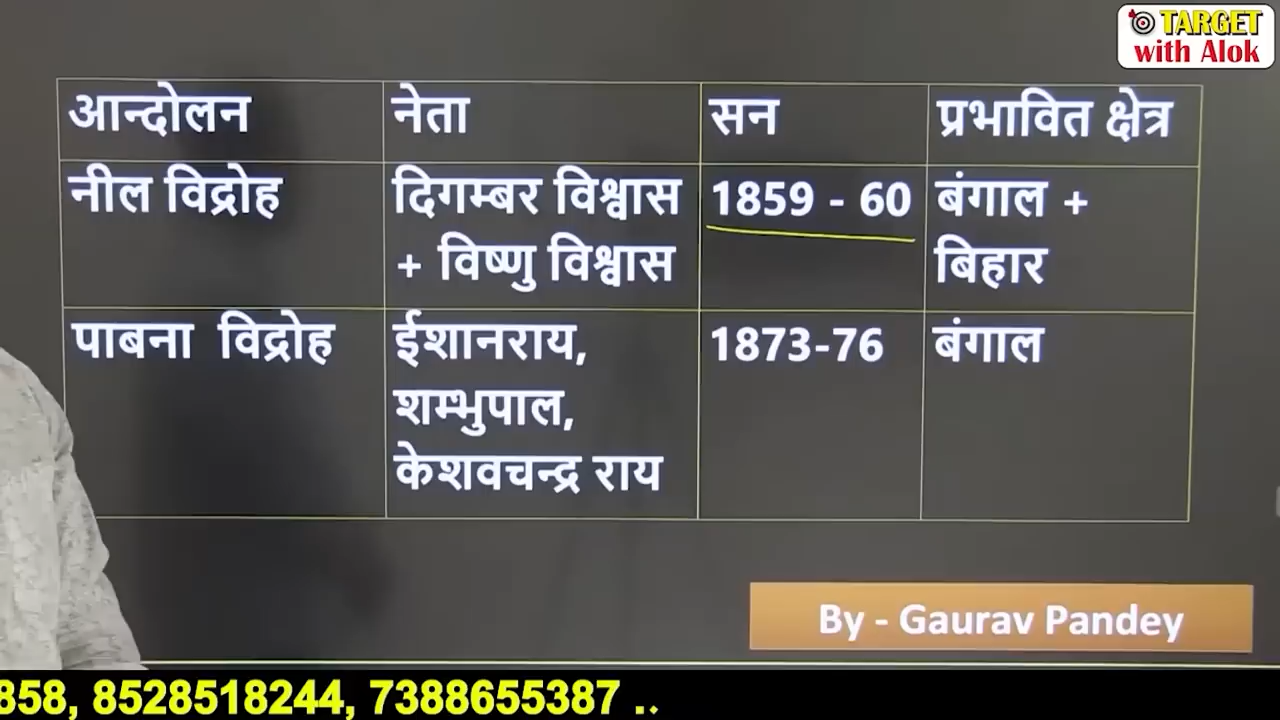 TARGET
with Alok
आन्दोलन नेता सन प्रभावित क्षेत्र
नील विद्रोह दिगम्बर विश्वास 1859 - 60 बंगाल +
+ विष्णु विश्वास बिहार
पाबना विद्रोह ईशानराय, 1873-76 बंगाल
शम्भुपाल,
केशवचन्द्र राय
By - Gaurav Pandey
858, 8528518244, 7388655387 ..